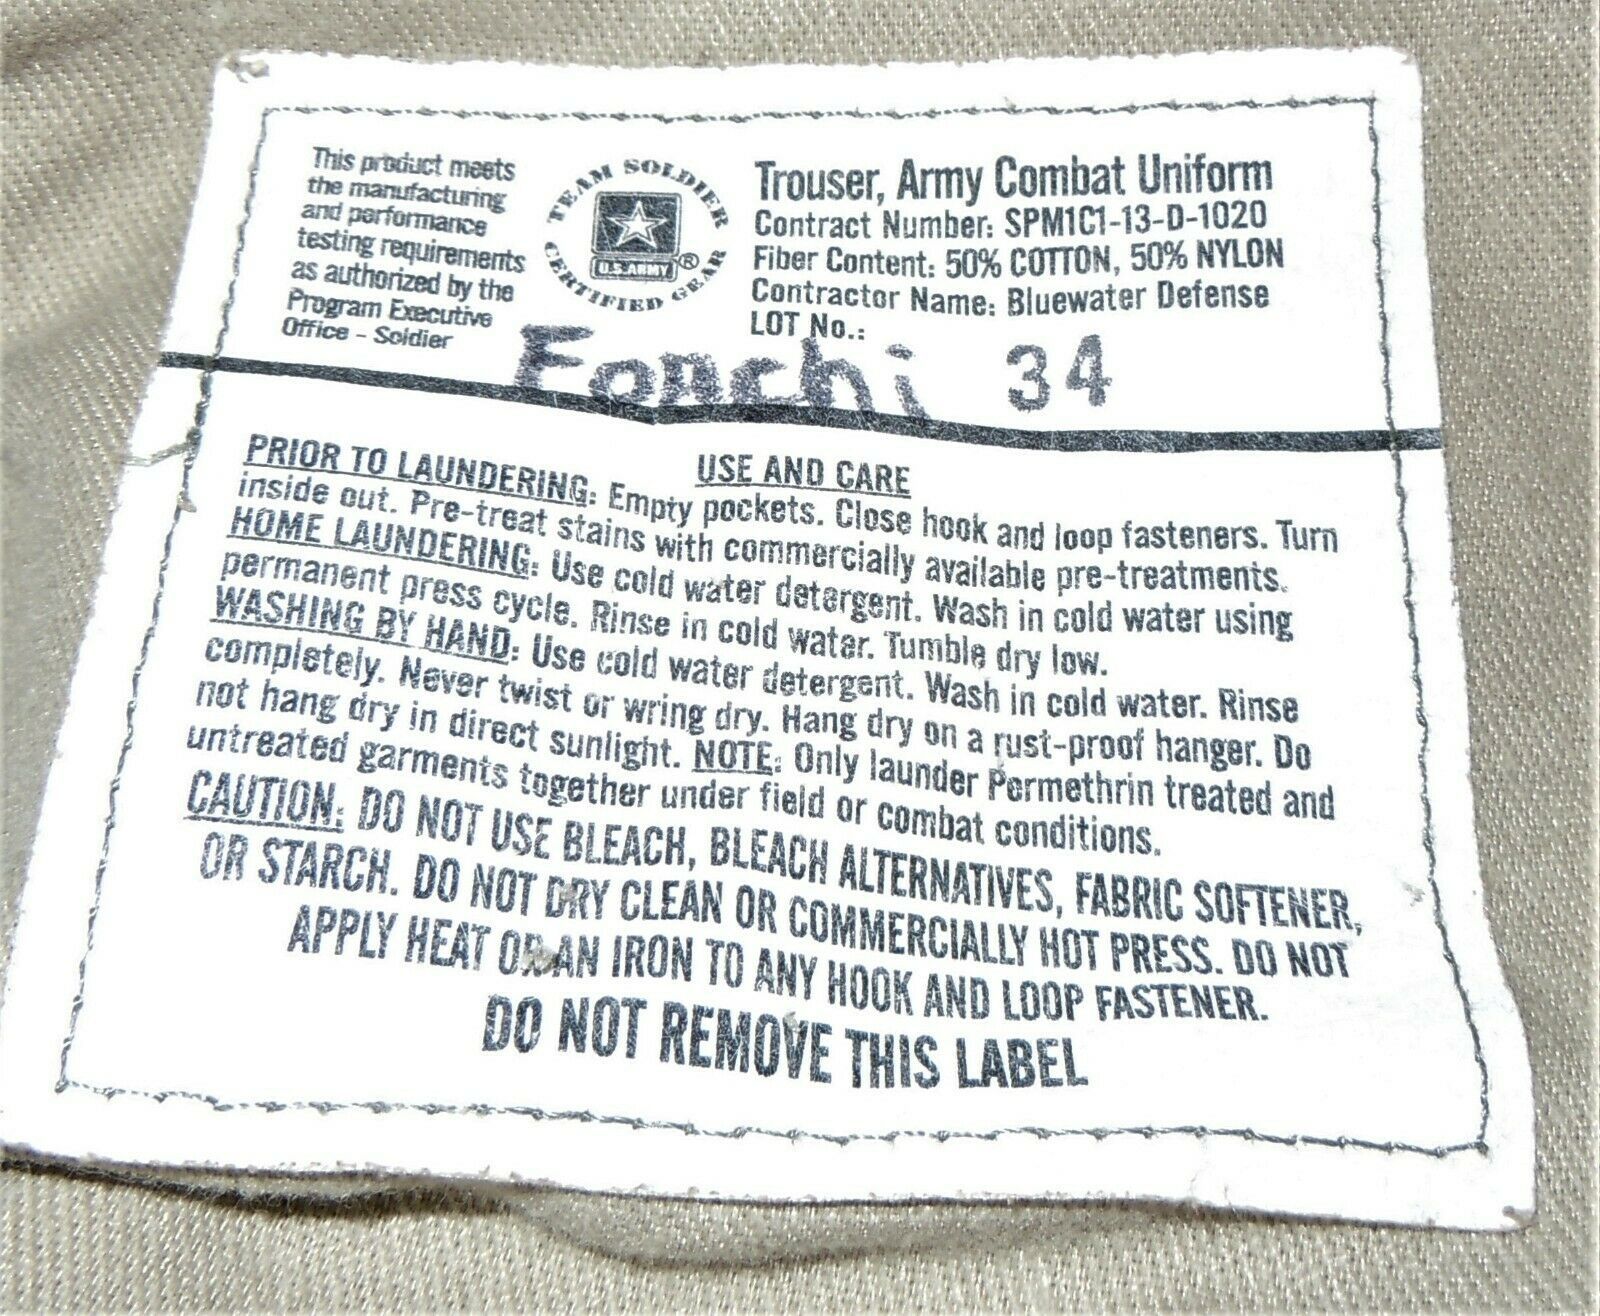 This product meets
the manufacturing
and performance
testing requirements
as authorized by the
Program Executive
Office - Soldier
TEAM SOLDIER
U.S.ARMY ®
CERTIFIED GEAR
Trouser, Army Combat Uniform
Contract Number: SPM1C1-13-D-1020
Fiber Content: 50% COTTON, 50% NYLON
Contractor Name: Bluewater Defense
LOT No.:
Fonchi 34
USE AND CARE
PRIOR TO LAUNDERING: Empty pockets. Close hook and loop fasteners. Turn
inside out. Pre-treat stains with commercially available pre-treatments.
HOME LAUNDERING: Use cold water detergent. Wash in cold water using
permanent press cycle. Rinse in cold water. Tumble dry low.
WASHING BY HAND: Use cold water detergent. Wash in cold water. Rinse
completely. Never twist or wring dry. Hang dry on a rust-proof hanger. Do
not hang dry in direct sunlight. NOTE: Only launder Permethrin treated and
untreated garments together under field or combat conditions.
CAUTION: DO NOT USE BLEACH, BLEACH ALTERNATIVES, FABRIC SOFTENER,
OR STARCH. DO NOT DRY CLEAN OR COMMERCIALLY HOT PRESS. DO NOT
APPLY HEAT OR AN IRON TO ANY HOOK AND LOOP FASTENER.
DO NOT REMOVE THIS LABEL